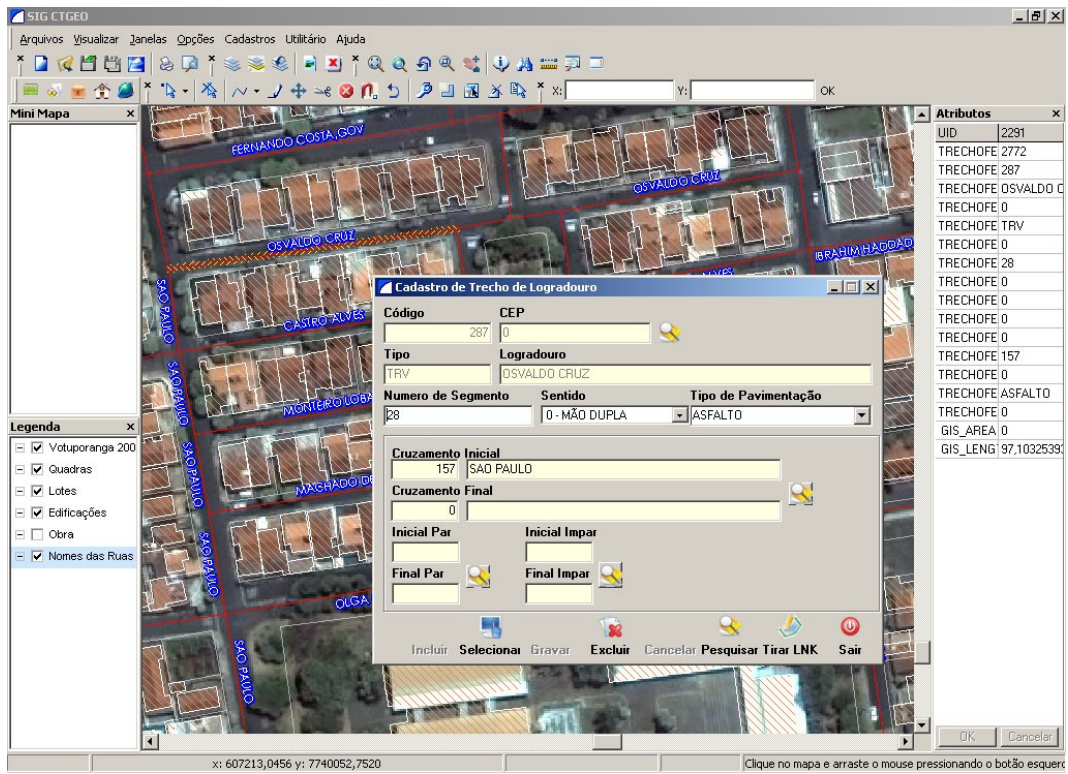 SIG CTGEO
Arquivos Visualizar Janelas Opções Cadastros Utilitário Ajuda
X: Y: OK
Mini Mapa x
Atributos x
UID 2291
TRECHOFE 2772
TRECHOFE 287
TRECHOFE OSVALDO C
TRECHOFE 0
TRECHOFE TRV
TRECHOFE 0
TRECHOFE 28
TRECHOFE 0
TRECHOFE 0
TRECHOFE 0
TRECHOFE 0
TRECHOFE 157
TRECHOFE 0
TRECHOFE ASFALTO
TRECHOFE 0
GIS_AREA 0
GIS_LENG 97,1032539
OK Cancelar
FERNANDO COSTA,GOV
OSVALDO CRUZ
OSVALDO CRUZ
IBRAHIM HADDAD
SAO PAULO
CASTRO ALVES
ALVES
SAO PAULO
MONTEIRO LOBA
SAO PAULO
MACHADO DE
SAO PAULO
OLGA
SAO PAULO
Legenda x
Votuporanga 200
Quadras
Lotes
Edificações
Obra
Nomes das Ruas
Cadastro de Trecho de Logradouro
Código CEP
287 0
Tipo Logradouro
TRV OSVALDO CRUZ
Numero de Segmento Sentido Tipo de Pavimentação
28 0 - MÃO DUPLA ASFALTO
Cruzamento Inicial
157 SAO PAULO
Cruzamento Final
0
Inicial Par Inicial Impar
Final Par Final Impar
Incluir Selecionar Gravar Excluir Cancelar Pesquisar Tirar LNK Sair
x: 607213,0456 y: 7740052,7520
Clique no mapa e arraste o mouse pressionando o botão esquerd